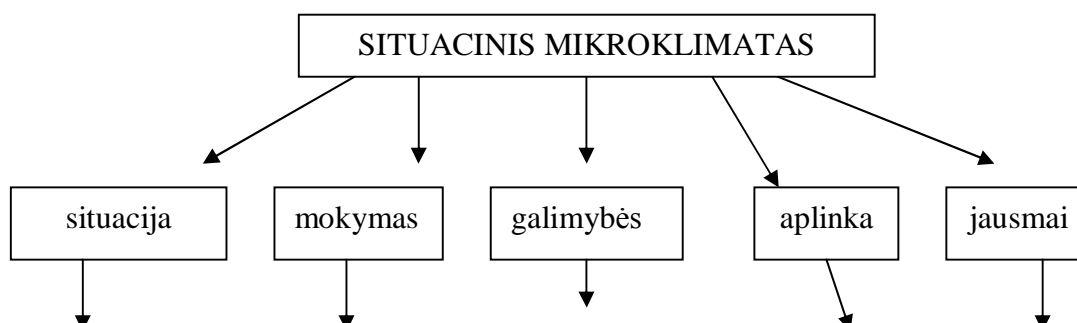 SITUACINIS MIKROKLIMATAS
situacija
mokymas
galimybės
aplinka
jausmai